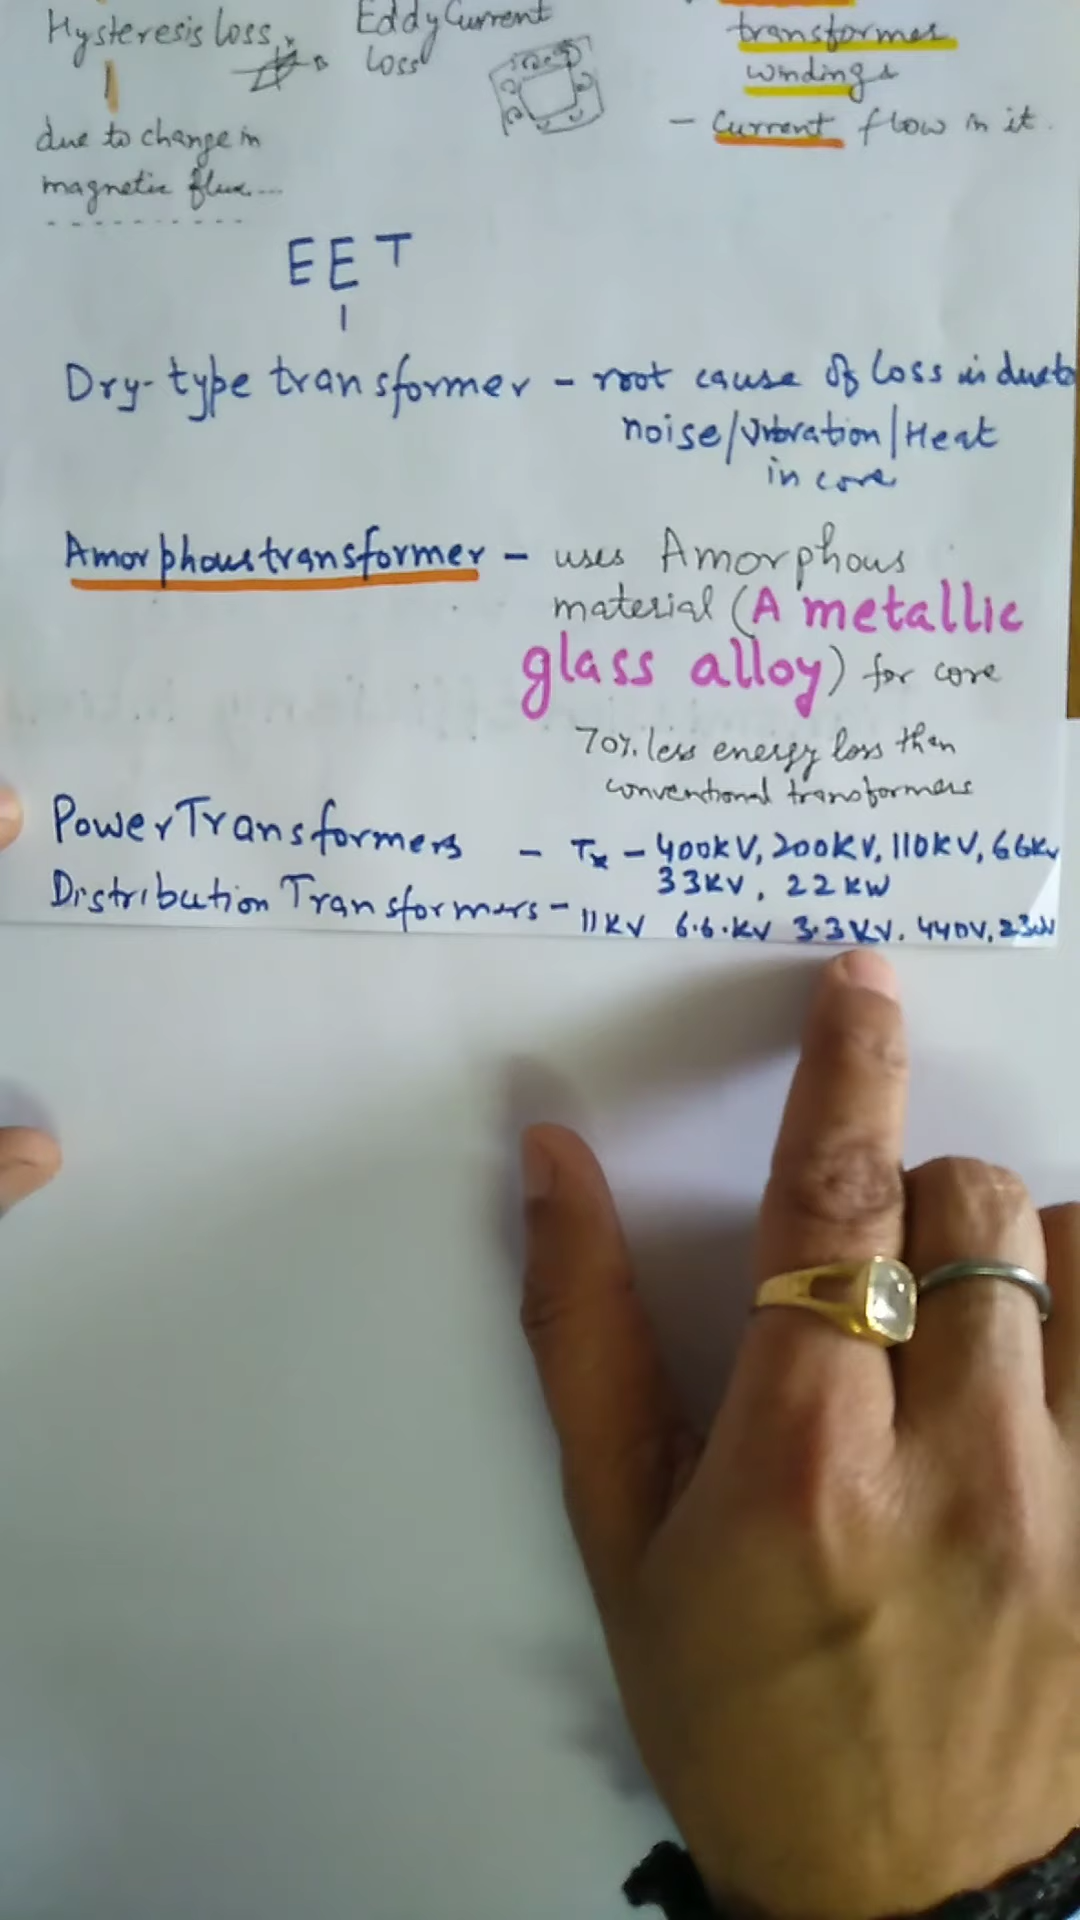 Hysteresis loss
Eddy Current
loss
transformer
windings
- Current flow in it.
due to change in
magnetic flux...
EET
Dry-type transformer - root cause of loss is due to
noise/Vibration/Heat
in core
Amorphous transformer - uses Amorphous
material (A metallic
glass alloy) for core
70% less energy loss than
conventional transformers
Power Transformers - Tx - 400KV, 200KV, 110KV, 66KV
33KV, 22KW
Distribution Transformers - 11KV 6.6.KV 3.3KV. 440V,